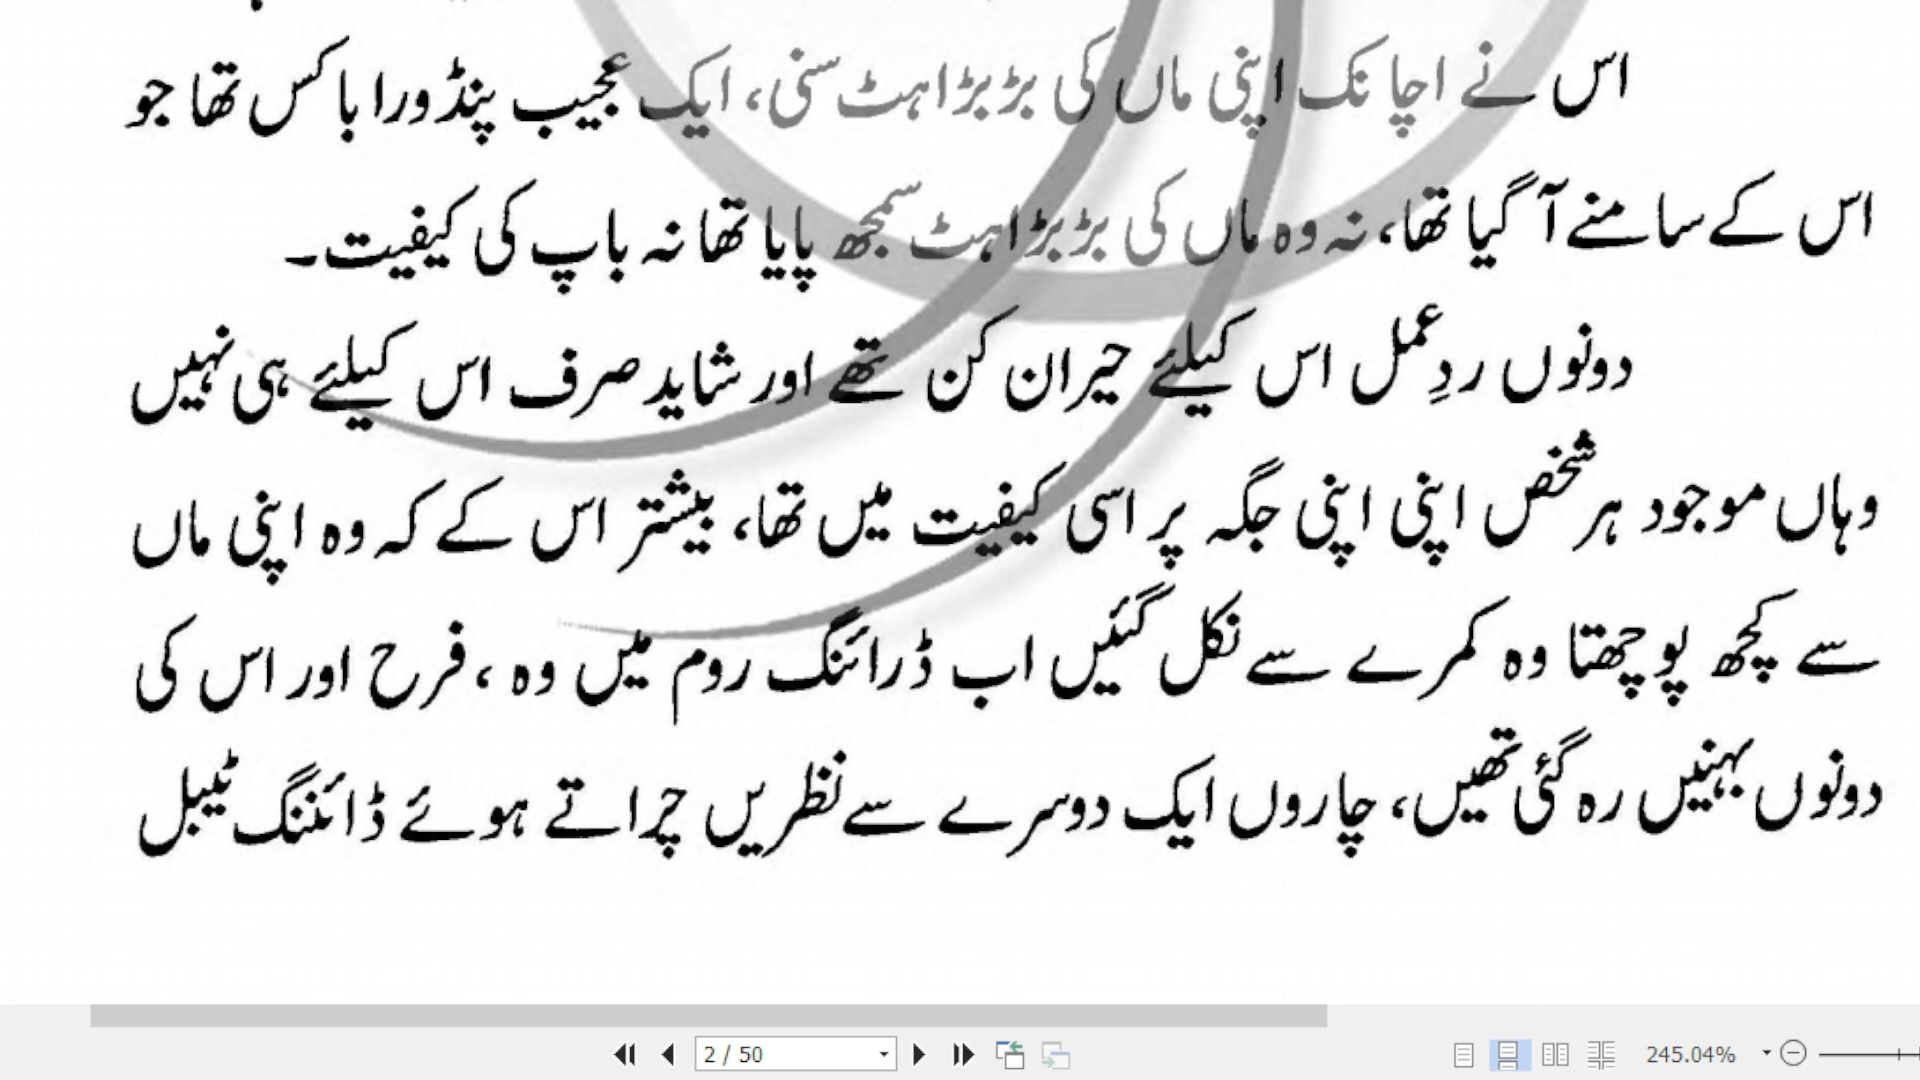 اس نے اچانک اپنی ماں کی بڑبڑاہٹ سنی، ایک عجیب پنڈورا باکس تھا جو
اس کے سامنے آ گیا تھا، نہ وہ ماں کی بڑبڑاہٹ سمجھ پایا تھا نہ باپ کی کیفیت۔
دونوں ردِ عمل اس کیلئے حیران کن تھے اور شاید صرف اس کیلئے ہی نہیں
وہاں موجود ہر شخص اپنی اپنی جگہ پر اسی کیفیت میں تھا، بیشتر اس کے کہ وہ اپنی ماں
سے کچھ پوچھتا وہ کمرے سے نکل گئیں اب ڈرائنگ روم میں وہ ، فرح اور اس کی
دونوں بہنیں رہ گئی تھیں، چاروں ایک دوسرے سے نظریں چراتے ہوئے ڈائننگ ٹیبل
2 / 50
245.04%